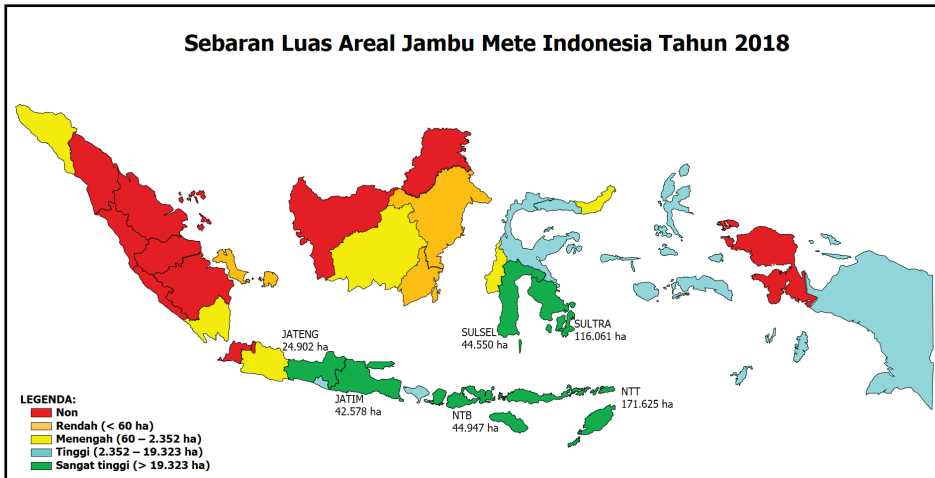 Sebaran Luas Areal Jambu Mete Indonesia Tahun 2018
JATENG
24.902 ha
SULSEL
44.550 ha
SULTRA
116.061 ha
JATIM
42.578 ha
NTB
44.947 ha
NTT
171.625 ha
LEGENDA:
Non
Rendah (< 60 ha)
Menengah (60 – 2.352 ha)
Tinggi (2.352 – 19.323 ha)
Sangat tinggi (> 19.323 ha)